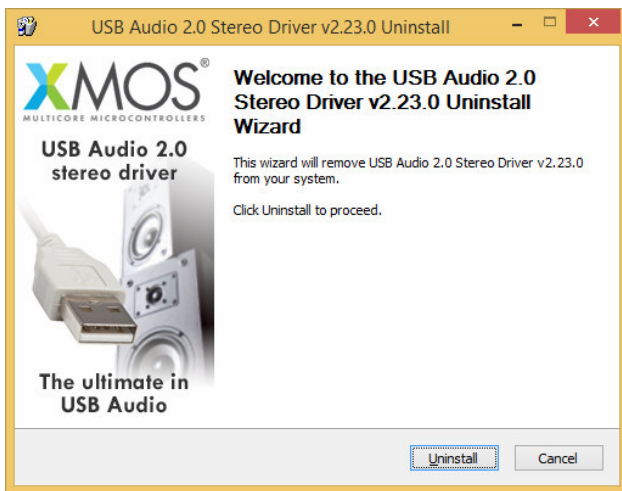 USB Audio 2.0 Stereo Driver v2.23.0 Uninstall
XMOS®
MULTICORE MICROCONTROLLERS
USB Audio 2.0
stereo driver
The ultimate in
USB Audio
Welcome to the USB Audio 2.0
Stereo Driver v2.23.0 Uninstall
Wizard
This wizard will remove USB Audio 2.0 Stereo Driver v2.23.0
from your system.
Click Uninstall to proceed.
Uninstall
Cancel